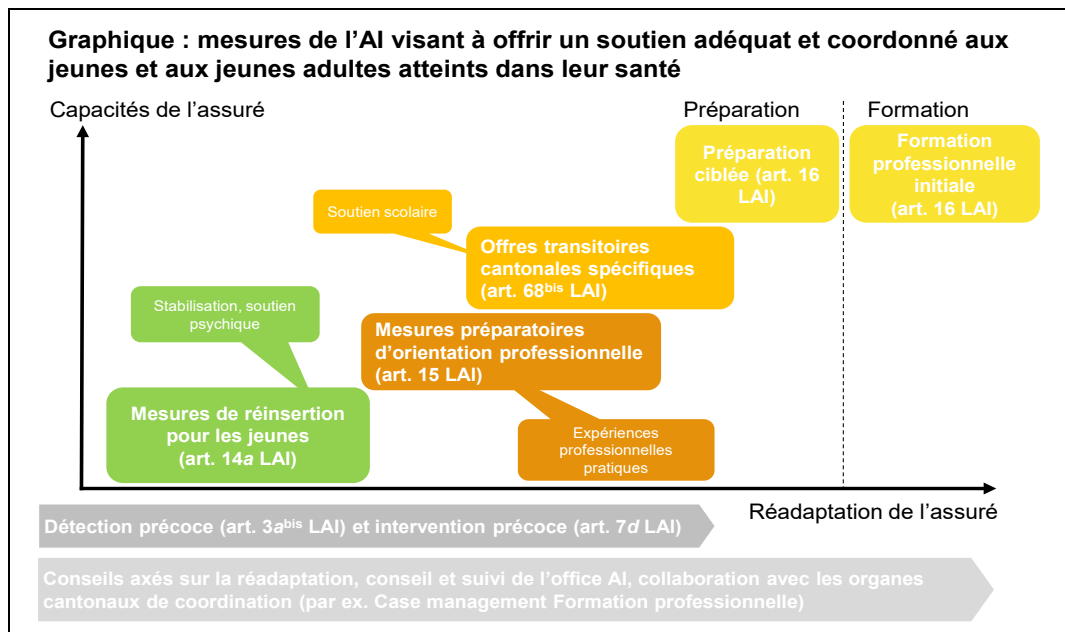 Graphique : mesures de l’AI visant à offrir un soutien adéquat et coordonné aux
jeunes et aux jeunes adultes atteints dans leur santé
Capacités de l’assuré
Préparation
Formation
Préparation
ciblée (art. 16
LAI)
Formation
professionnelle
initiale
(art. 16 LAI)
Soutien scolaire
Offres transitoires
cantonales spécifiques
(art. 68bis LAI)
Stabilisation, soutien
psychique
Mesures préparatoires
d’orientation professionnelle
(art. 15 LAI)
Mesures de réinsertion
pour les jeunes
(art. 14a LAI)
Expériences
professionnelles
pratiques
Réadaptation de l’assuré
Détection précoce (art. 3abis LAI) et intervention précoce (art. 7d LAI)
Conseils axés sur la réadaptation, conseil et suivi de l’office AI, collaboration avec les organes
cantonaux de coordination (par ex. Case management Formation professionnelle)